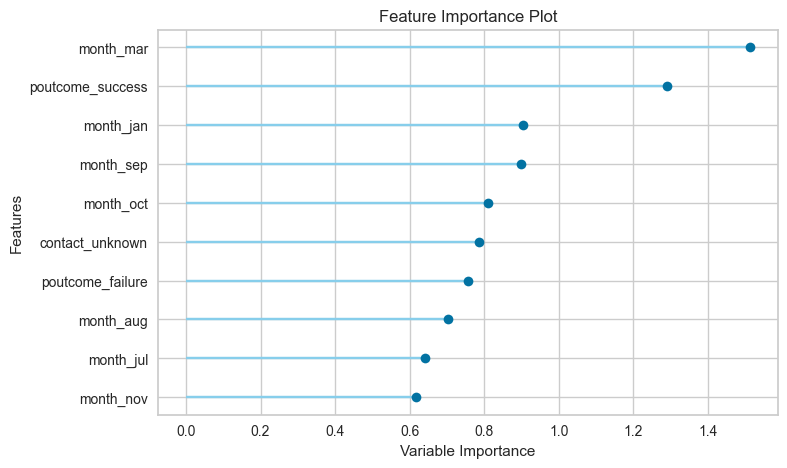 Feature Importance Plot
month_mar
poutcome_success
month_jan
month_sep
month_oct
contact_unknown
poutcome_failure
month_aug
month_jul
month_nov
Features
0.0 0.2 0.4 0.6 0.8 1.0 1.2 1.4
Variable Importance